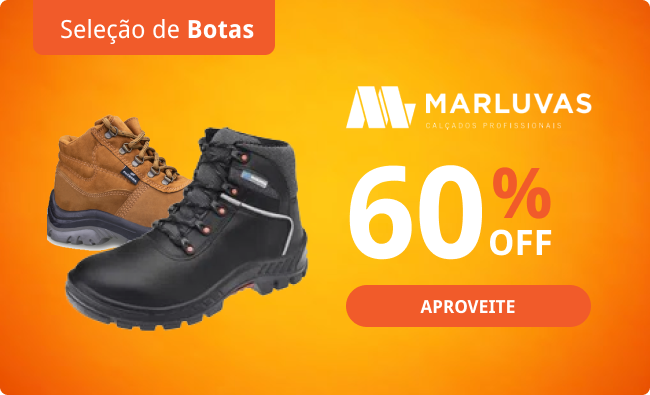 Seleção de Botas
MARLUVAS
CALÇADOS PROFISSIONAIS
60%
OFF
APROVEITE